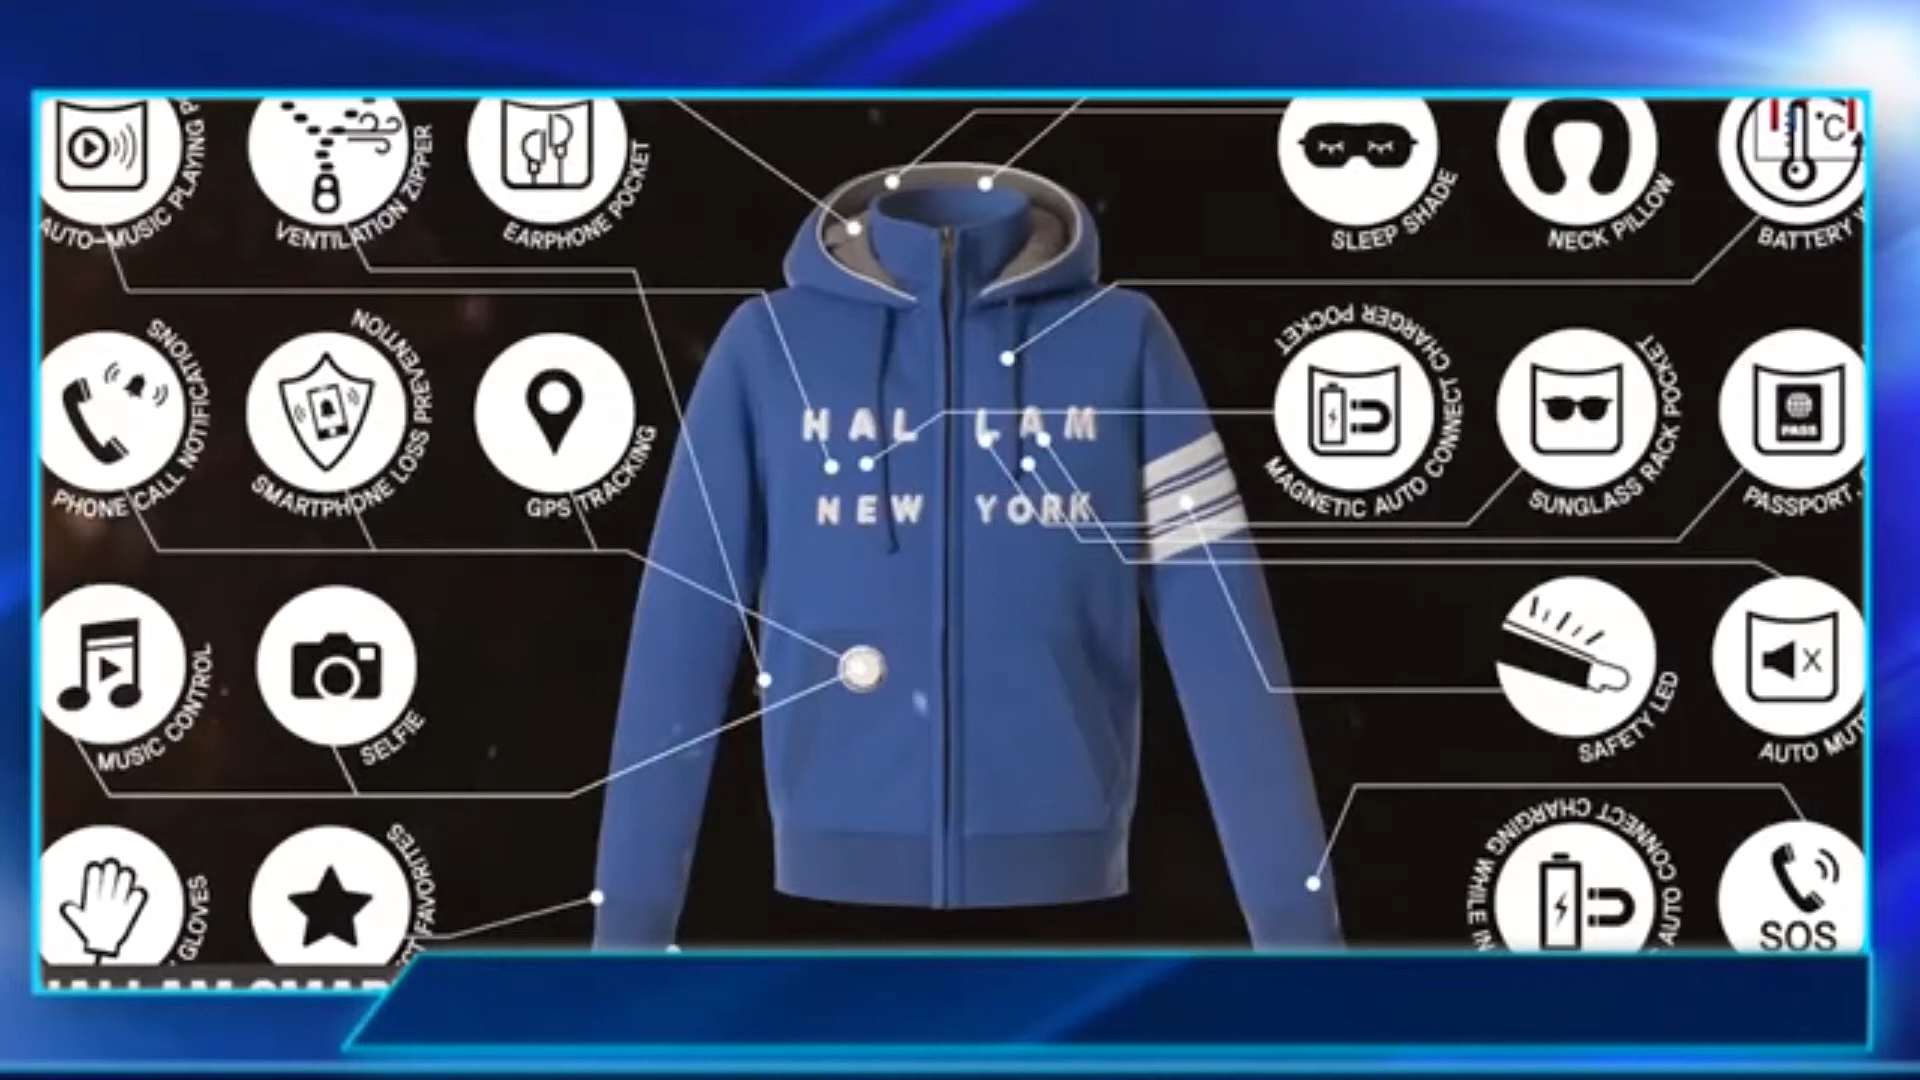 AUTO-MUSIC PLAYING
VENTILATION ZIPPER
EARPHONE POCKET
SLEEP SHADE
NECK PILLOW
°C
BATTERY
PHONE CALL NOTIFICATIONS
SMARTPHONE LOSS PREVENTION
GPS TRACKING
HAL LAM
NEW YORK
MAGNETIC AUTO CONNECT CHARGER POCKET
SUNGLASS RACK POCKET
PASS
PASSPORT
MUSIC CONTROL
SELFIE
SAFETY LED
X
AUTO
GLOVES
FAVORITES
AUTO CONNECT CHARGING WHILE
SOS